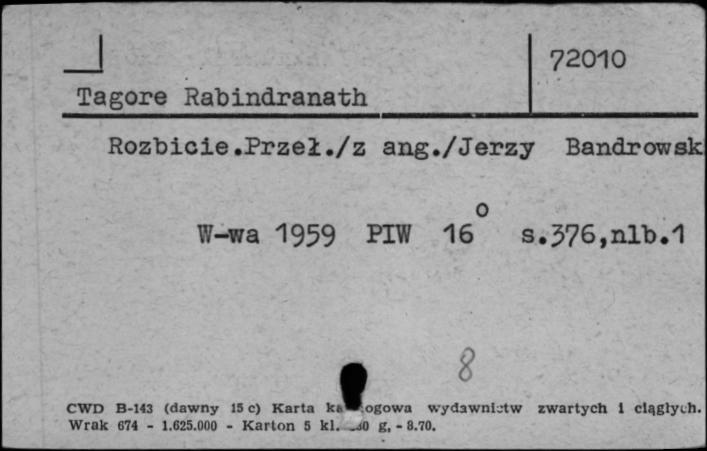 72010
Tagore Rabindranath
Rozbicie.Przeł./z ang./Jerzy Bandrowsk
W-wa 1959 PIW 16° s.376,nlb.1
8
CWD B-143 (dawny 15 c) Karta wydawnictw zwartych i ciągłych.
Wrak 674 - 1.625.000 - Karton 5 kl. g, - 8.70.